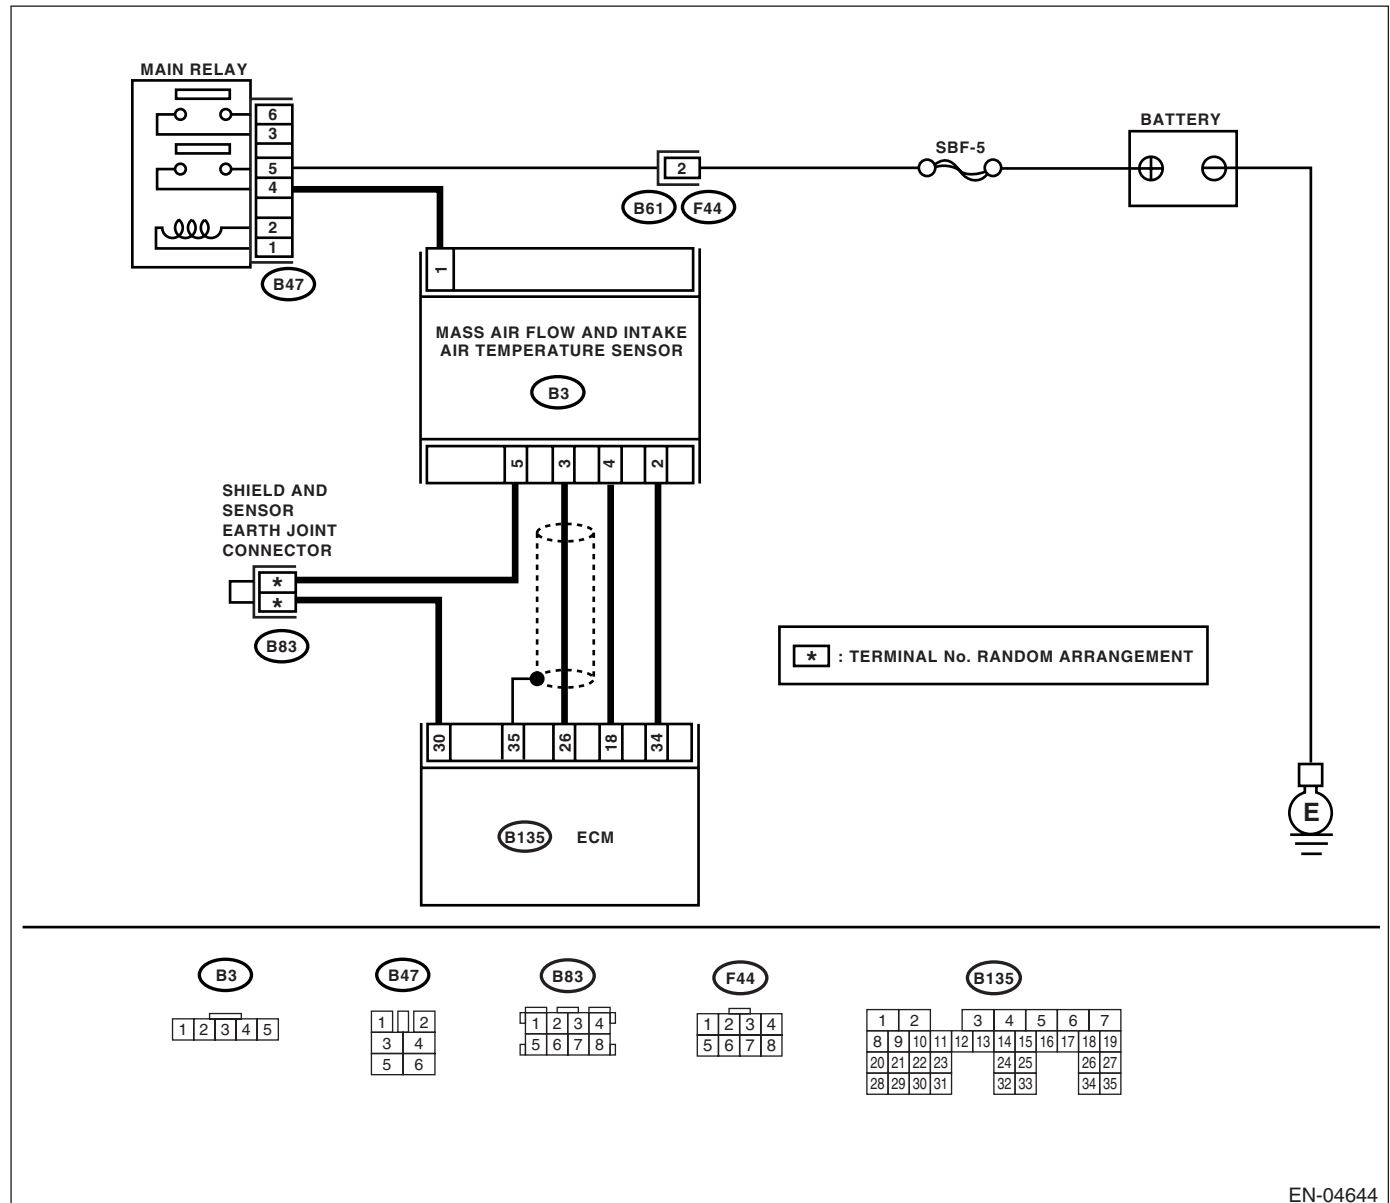 MAIN RELAY
6
3
5
4
2
1
B47
2
B61
F44
SBF-5
BATTERY
1
MASS AIR FLOW AND INTAKE
AIR TEMPERATURE SENSOR
B3
5
3
4
2
SHIELD AND
SENSOR
EARTH JOINT
CONNECTOR
*
*
B83
* : TERMINAL No. RANDOM ARRANGEMENT
30
35
26
18
34
B135 ECM
E
B3
1 2 3 4 5
B47
1 2
3 4
5 6
B83
1 2 3 4
5 6 7 8
F44
1 2 3 4
5 6 7 8
B135
1 2 3 4 5 6 7
8 9 10 11 12 13 14 15 16 17 18 19
20 21 22 23 24 25 26 27
28 29 30 31 32 33 34 35
EN-04644